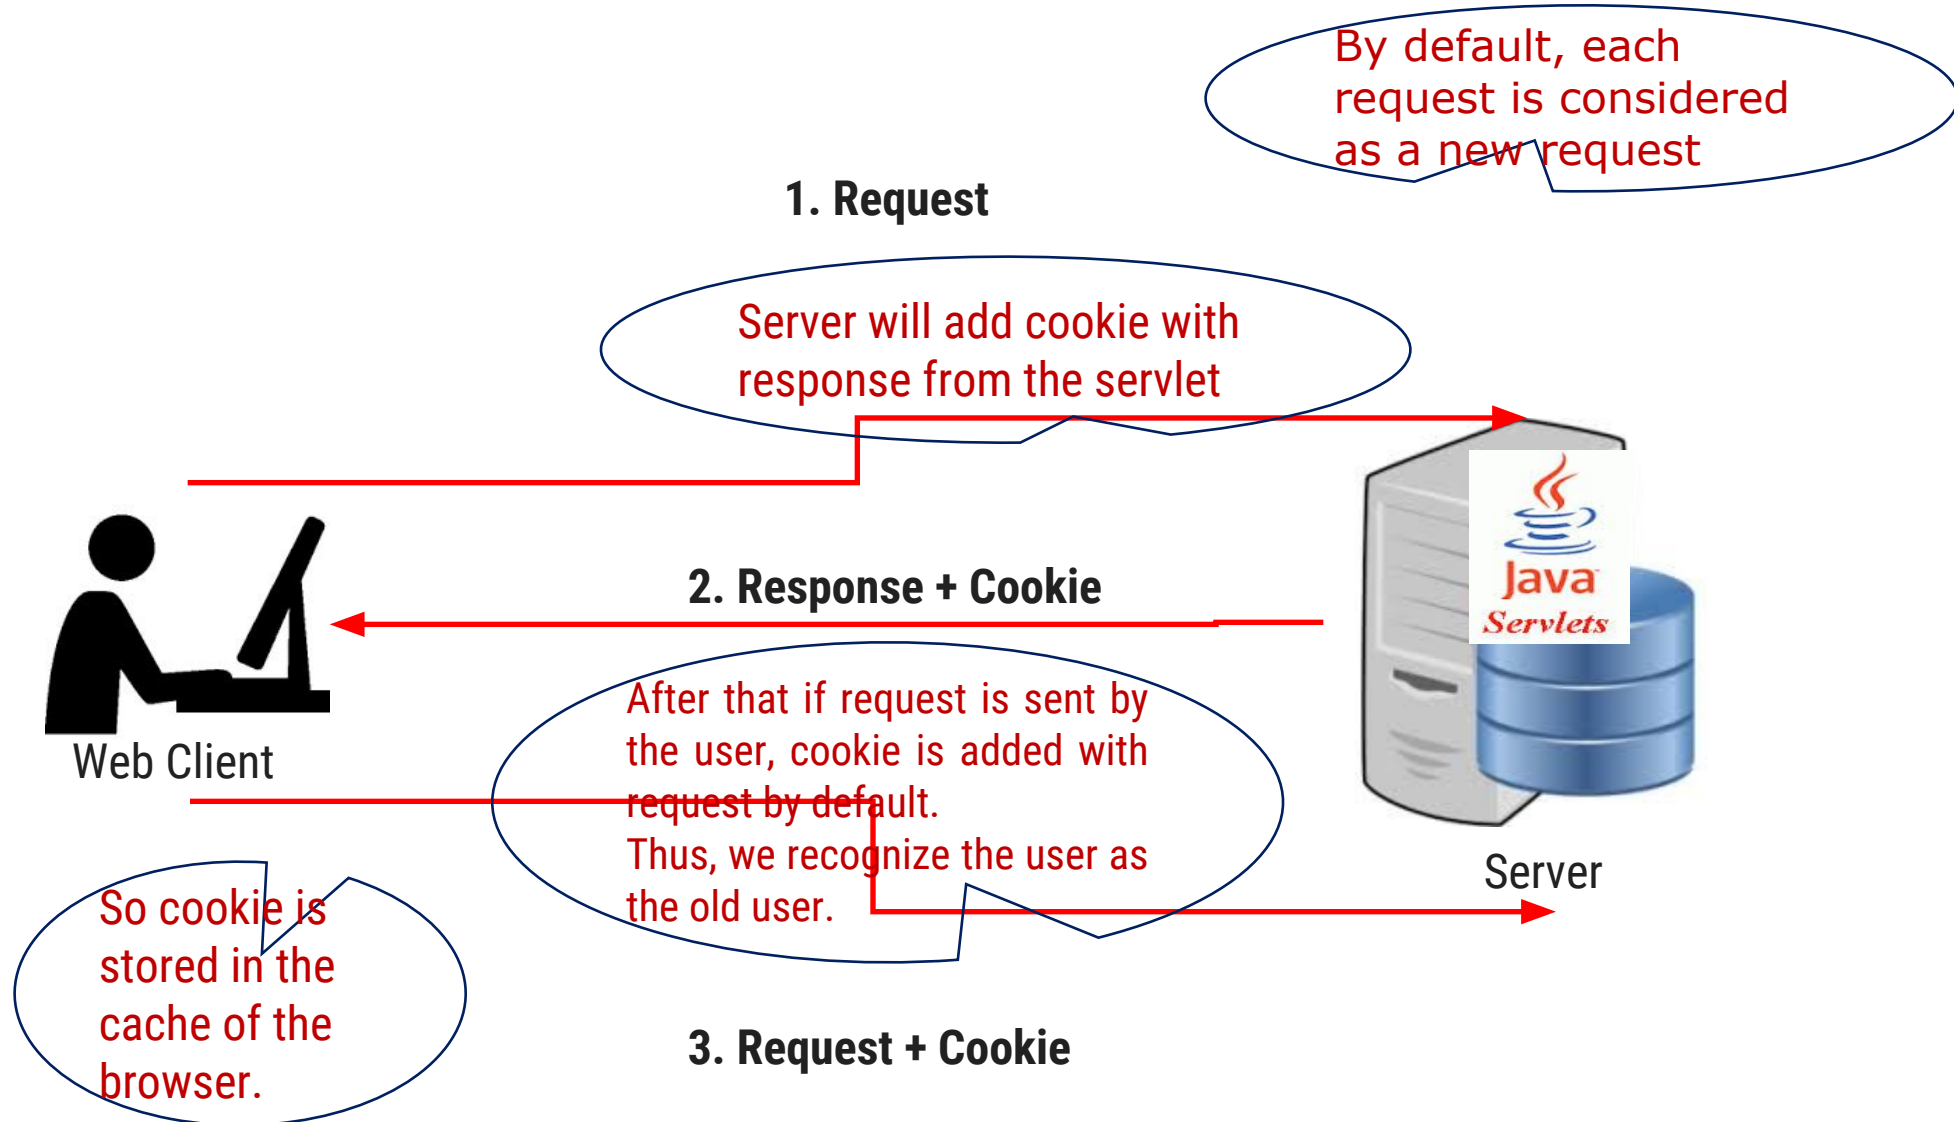 By default, each
request is considered
as a new request
1. Request
Server will add cookie with
response from the servlet
Java
Servlets
2. Response + Cookie
After that if request is sent by
the user, cookie is added with
request by default.
Thus, we recognize the user as
the old user.
Web Client
Server
So cookie is
stored in the
cache of the
browser.
3. Request + Cookie